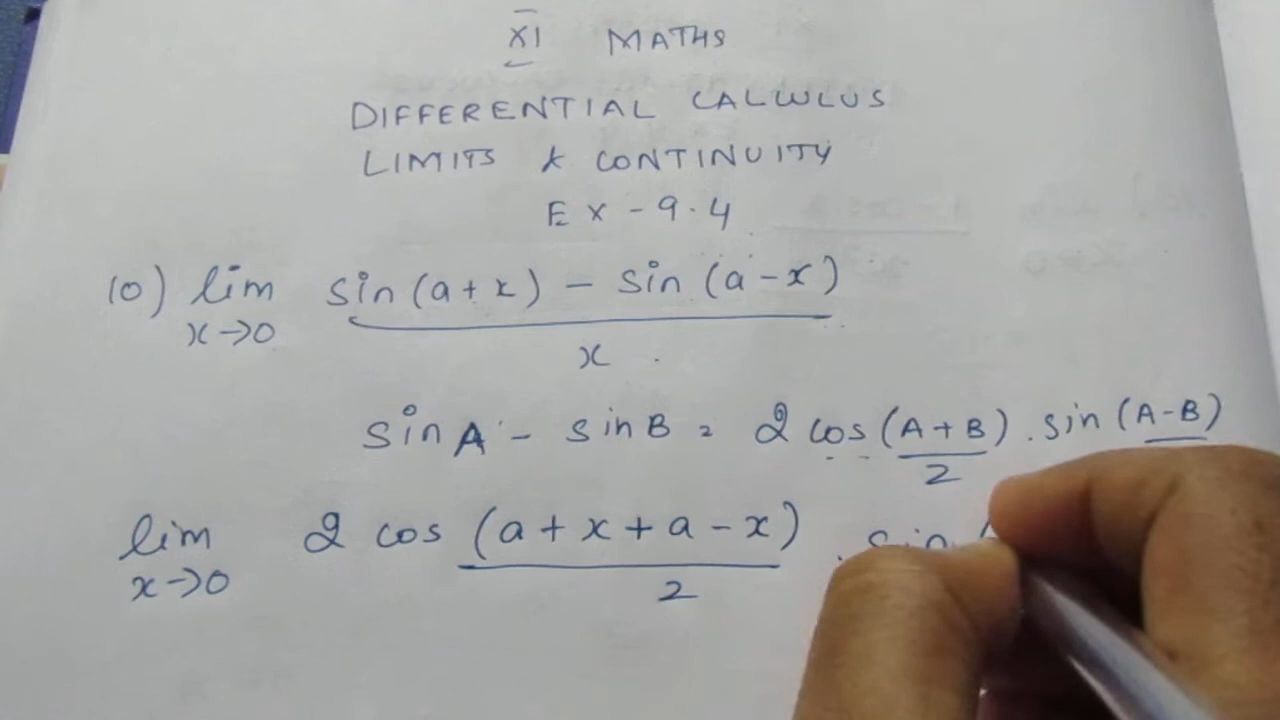 XI MATHS
DIFFERENTIAL CALCULUS
LIMITS & CONTINUITY
EX - 9.4
10) lim sin(a+x) - sin(a-x)
x→0 x
sin A - sin B = 2 cos(A+B) . sin(A-B)
2
lim 2 cos (a+x+a-x) . sin (
x→0 2